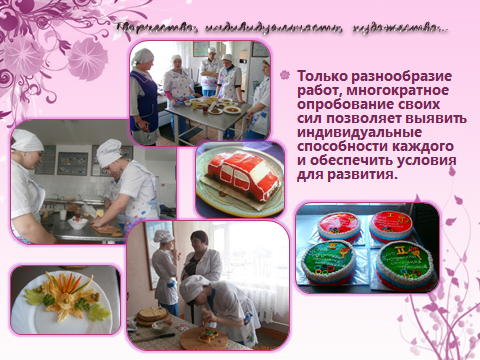 Творчество, индивидуальность, художество...
Только разнообразие
работ, многократное
опробование своих
сил позволяет выявить
индивидуальные
способности каждого
и обеспечить условия
для развития.